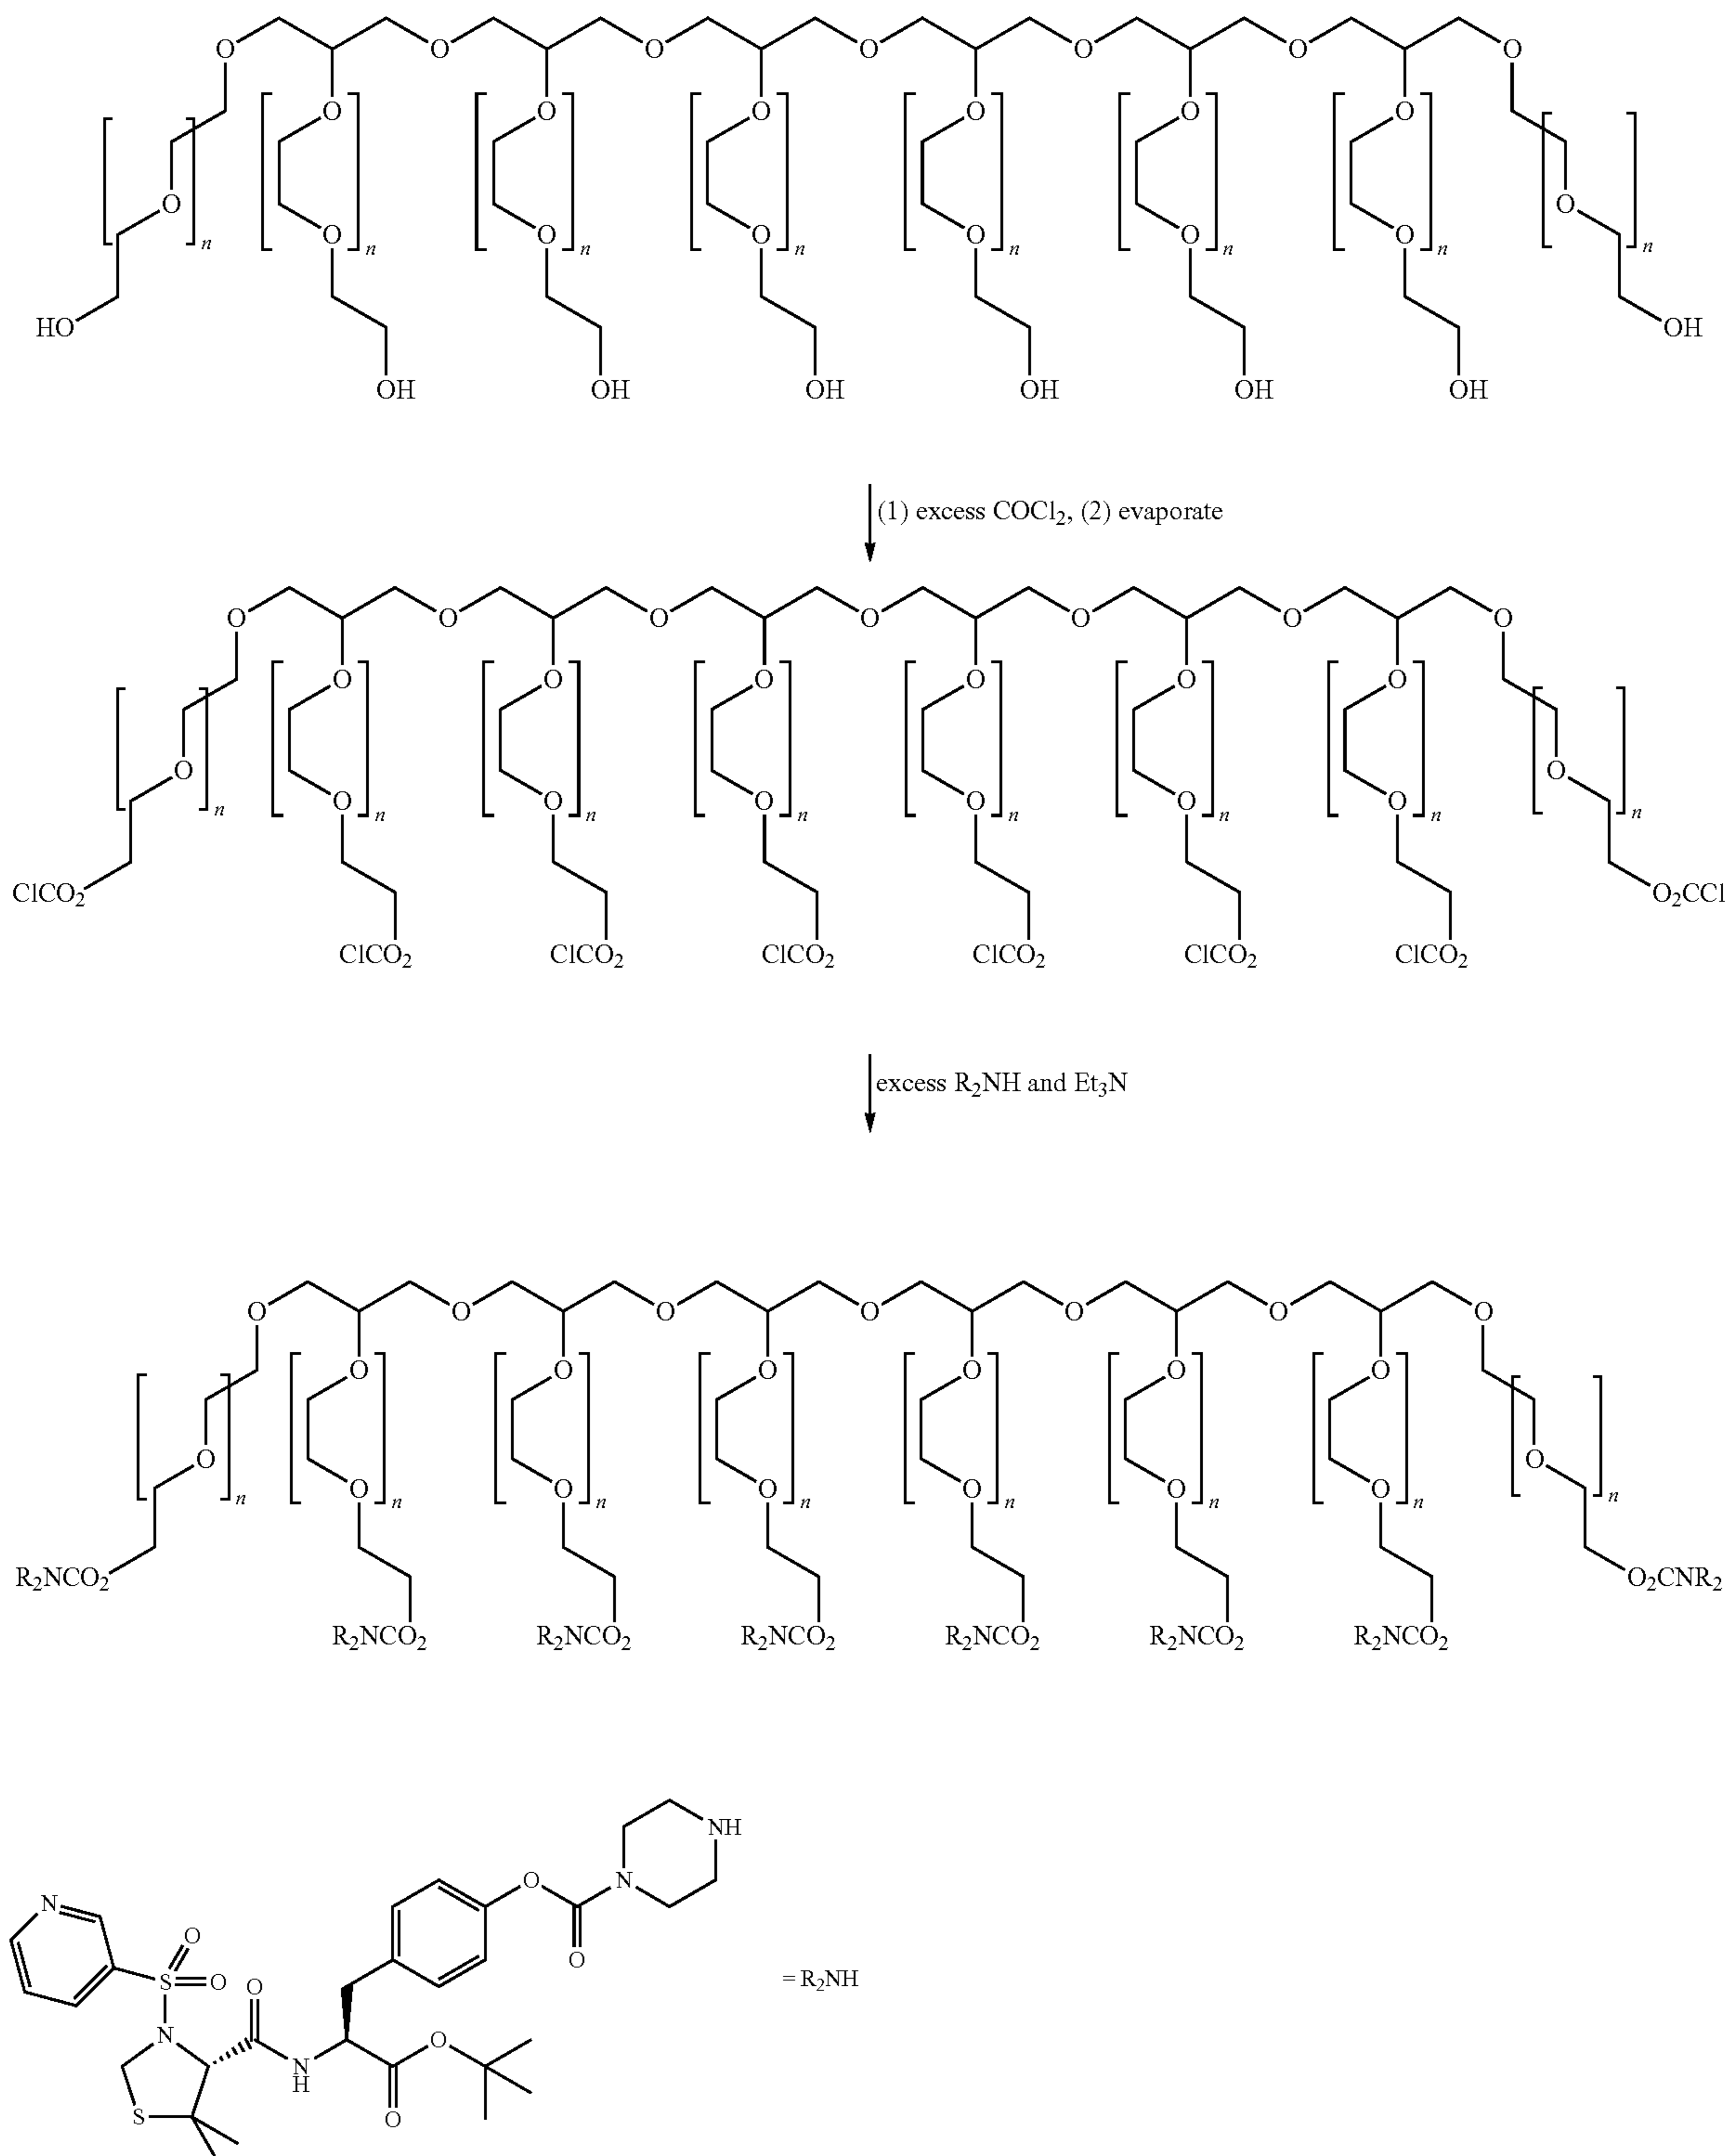 O O O O O O O
O O O O O O
O O
O O O O O O
n n n n n n n n
HO OH
OH OH OH OH OH OH
(1) excess COCl₂, (2) evaporate
O O O O O O O
O O O O O O
O O
O O O O O O
n n n n n n n n
ClCO₂ O₂CCl
ClCO₂ ClCO₂ ClCO₂ ClCO₂ ClCO₂ ClCO₂
excess R₂NH and Et₃N
O O O O O O O
O O O O O O
O O
O O O O O O
n n n n n n n n
R₂NCO₂ O₂CNR₂
R₂NCO₂ R₂NCO₂ R₂NCO₂ R₂NCO₂ R₂NCO₂ R₂NCO₂
NH
O N
N
O O
S O = R₂NH
O
N O
N
H
S O